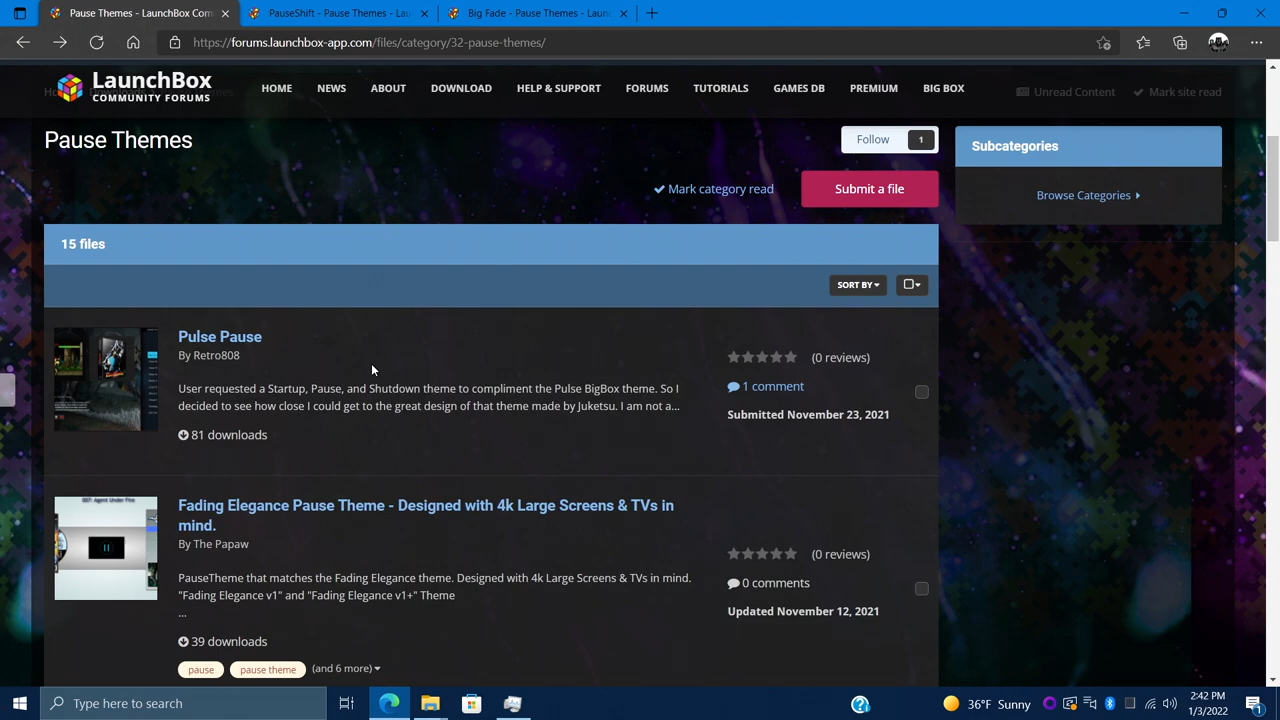 Pause Themes - LaunchBox Com
PauseShift - Pause Themes - Lau
Big Fade - Pause Themes - Launc
https://forums.launchbox-app.com/files/category/32-pause-themes/
LaunchBox
COMMUNITY FORUMS
HOME
NEWS
ABOUT
DOWNLOAD
HELP & SUPPORT
FORUMS
TUTORIALS
GAMES DB
PREMIUM
BIG BOX
Unread Content
Mark site read
Pause Themes
Follow
1
Subcategories
Mark category read
Submit a file
Browse Categories
15 files
SORT BY
Pulse Pause
By Retro808
User requested a Startup, Pause, and Shutdown theme to compliment the Pulse BigBox theme. So I
decided to see how close I could get to the great design of that theme made by Juketsu. I am not a...
81 downloads
(0 reviews)
1 comment
Submitted November 23, 2021
Fading Elegance Pause Theme - Designed with 4k Large Screens & TVs in
mind.
By The Papaw
PauseTheme that matches the Fading Elegance theme. Designed with 4k Large Screens & TVs in mind.
"Fading Elegance v1" and "Fading Elegance v1+" Theme
...
39 downloads
pause
pause theme
(and 6 more)
(0 reviews)
0 comments
Updated November 12, 2021
Type here to search
36°F Sunny
2:42 PM
1/3/2022
1